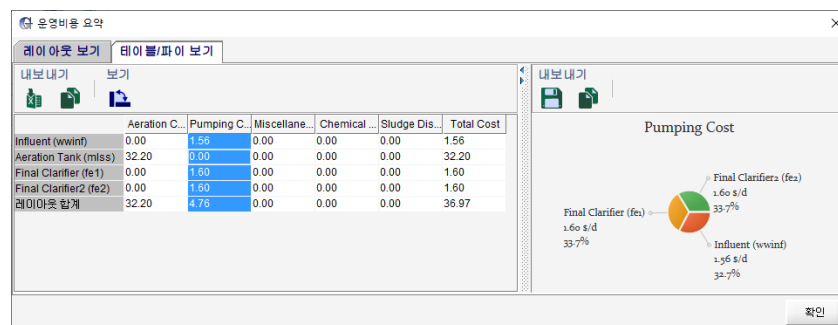 운영비용 요약
레이아웃 보기 테이블/파이 보기
내보내기 보기
Aeration C... Pumping C... Miscellane... Chemical ... Sludge Dis... Total Cost
Influent (wwinf) 0.00 1.56 0.00 0.00 0.00 1.56
Aeration Tank (mlss) 32.20 0.00 0.00 0.00 0.00 32.20
Final Clarifier (fe1) 0.00 1.60 0.00 0.00 0.00 1.60
Final Clarifier2 (fe2) 0.00 1.60 0.00 0.00 0.00 1.60
레이아웃 합계 32.20 4.76 0.00 0.00 0.00 36.97
내보내기
Pumping Cost
Final Clarifier2 (fe2)
1.60 $/d
33.7%
Final Clarifier (fe1)
1.60 $/d
33.7%
Influent (wwinf)
1.56 $/d
32.7%
확인